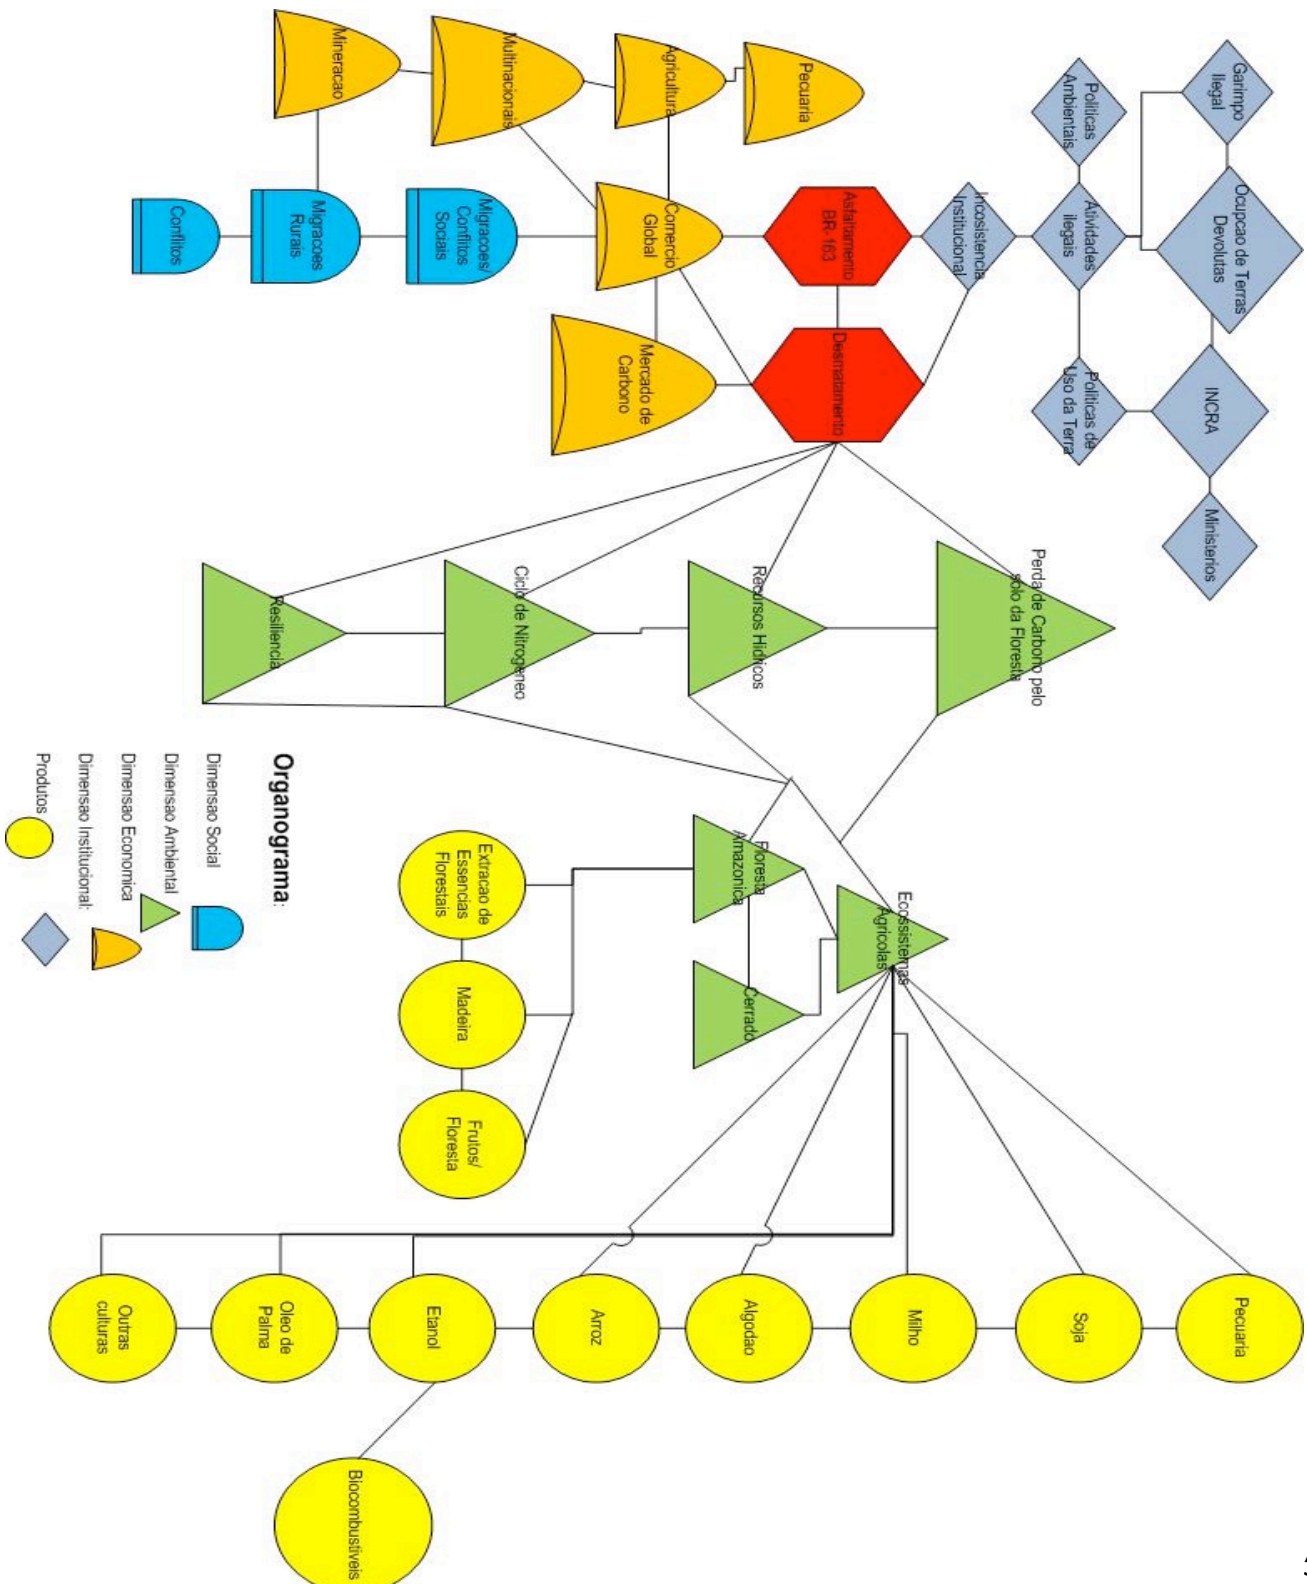 Garimpo
Ilegal
Ocupcao de Terras
Devolutas
INCRA
Ministerios
Politicas
Ambientais
Atividades
ilegais
Politicas de
Uso da Terra
Incosistencia
Institucional
Asfaltamento
BR- 163
Desmatamento
Pecuaria
Agricultura
Multinacionais
Mineracao
Comercio
Global
Mercado de
Carbono
Migracoes/
Conflitos
Sociais
Migracoes
Rurais
Conflitos
Perda de Carbono pelo
solo da Floresta
Recursos Hidricos
Ciclo de Nitrogeneo
Resiliencia
Ecossistemas
Agricolas
Floresta
Amazonica
Cerrado
Extracao de
Essencias
Florestais
Madeira
Frutos/
Floresta
Pecuaria
Soja
Milho
Algodao
Arroz
Etanol
Oleo de
Palma
Outras
culturas
Biocombustiveis
Organograma:
Dimensao Social
Dimensao Ambiental
Dimensao Economica
Dimensao Institucional:
Produtos